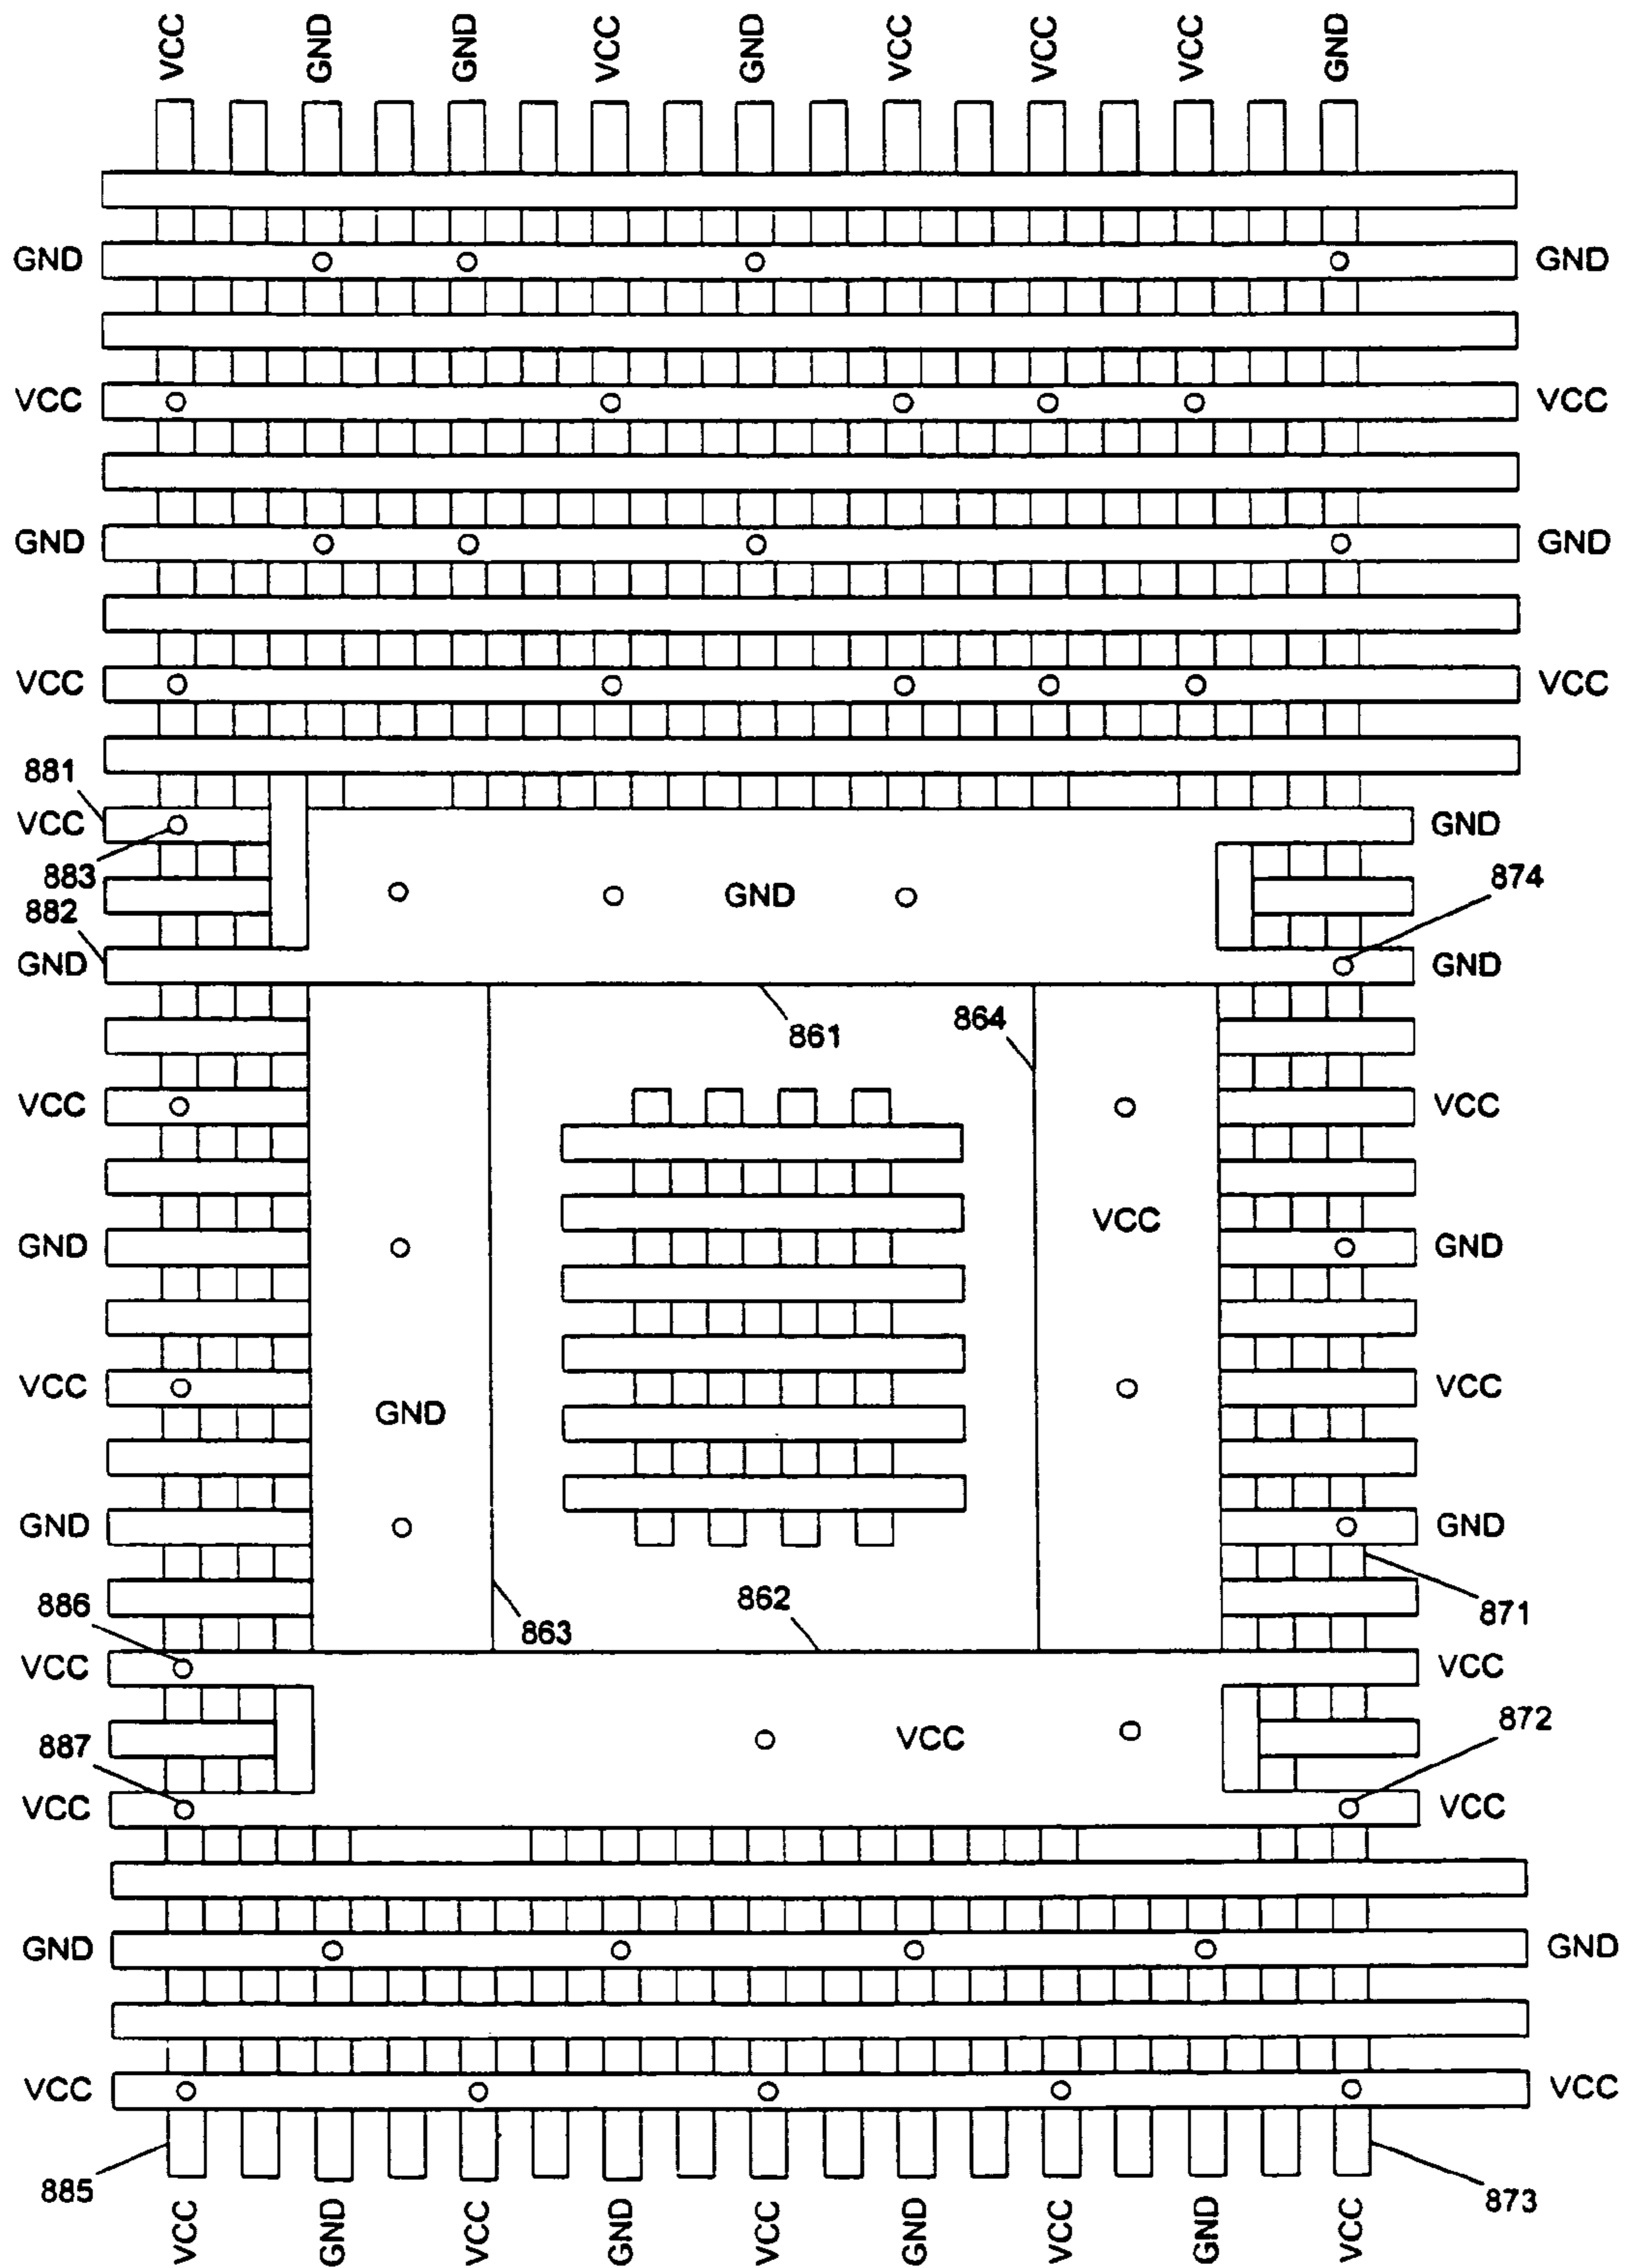 VCC GND GND VCC GND VCC VCC VCC GND
GND GND
VCC VCC
GND GND
VCC VCC
881
VCC GND
883 GND 874
882
GND GND
861 864
VCC VCC
VCC
GND GND
VCC VCC
GND
GND GND
886 863 862 871
VCC VCC
887 VCC 872
VCC VCC
GND GND
VCC VCC
885 873
VCC GND VCC GND VCC GND VCC GND VCC